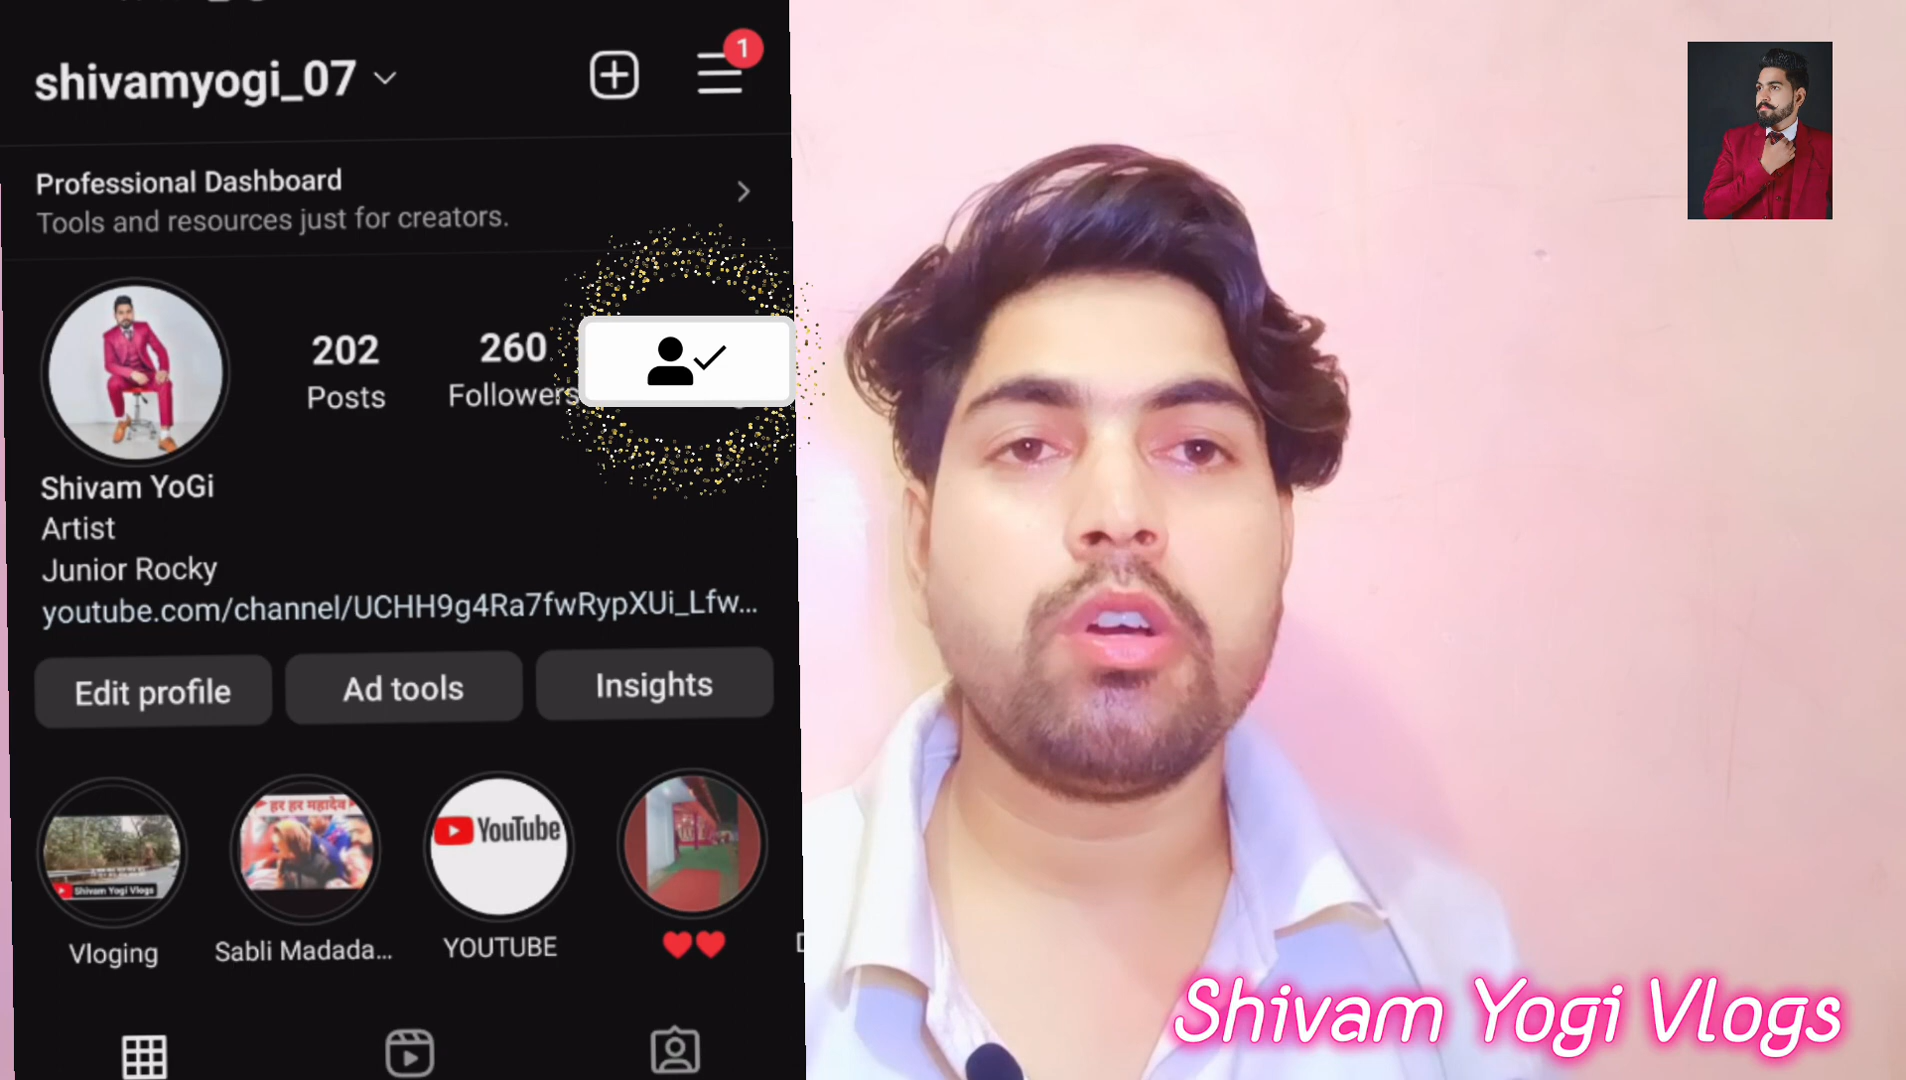 shivamyogi_07
1
Professional Dashboard
Tools and resources just for creators.
202
Posts
260
Followers
Shivam YoGi
Artist
Junior Rocky
youtube.com/channel/UCHH9g4Ra7fwRypXUi_Lfw...
Edit profile
Ad tools
Insights
Shivam Yogi Vlogs
हर हर महादेव
YouTube
Vloging
Sabli Madada...
YOUTUBE
Shivam Yogi Vlogs